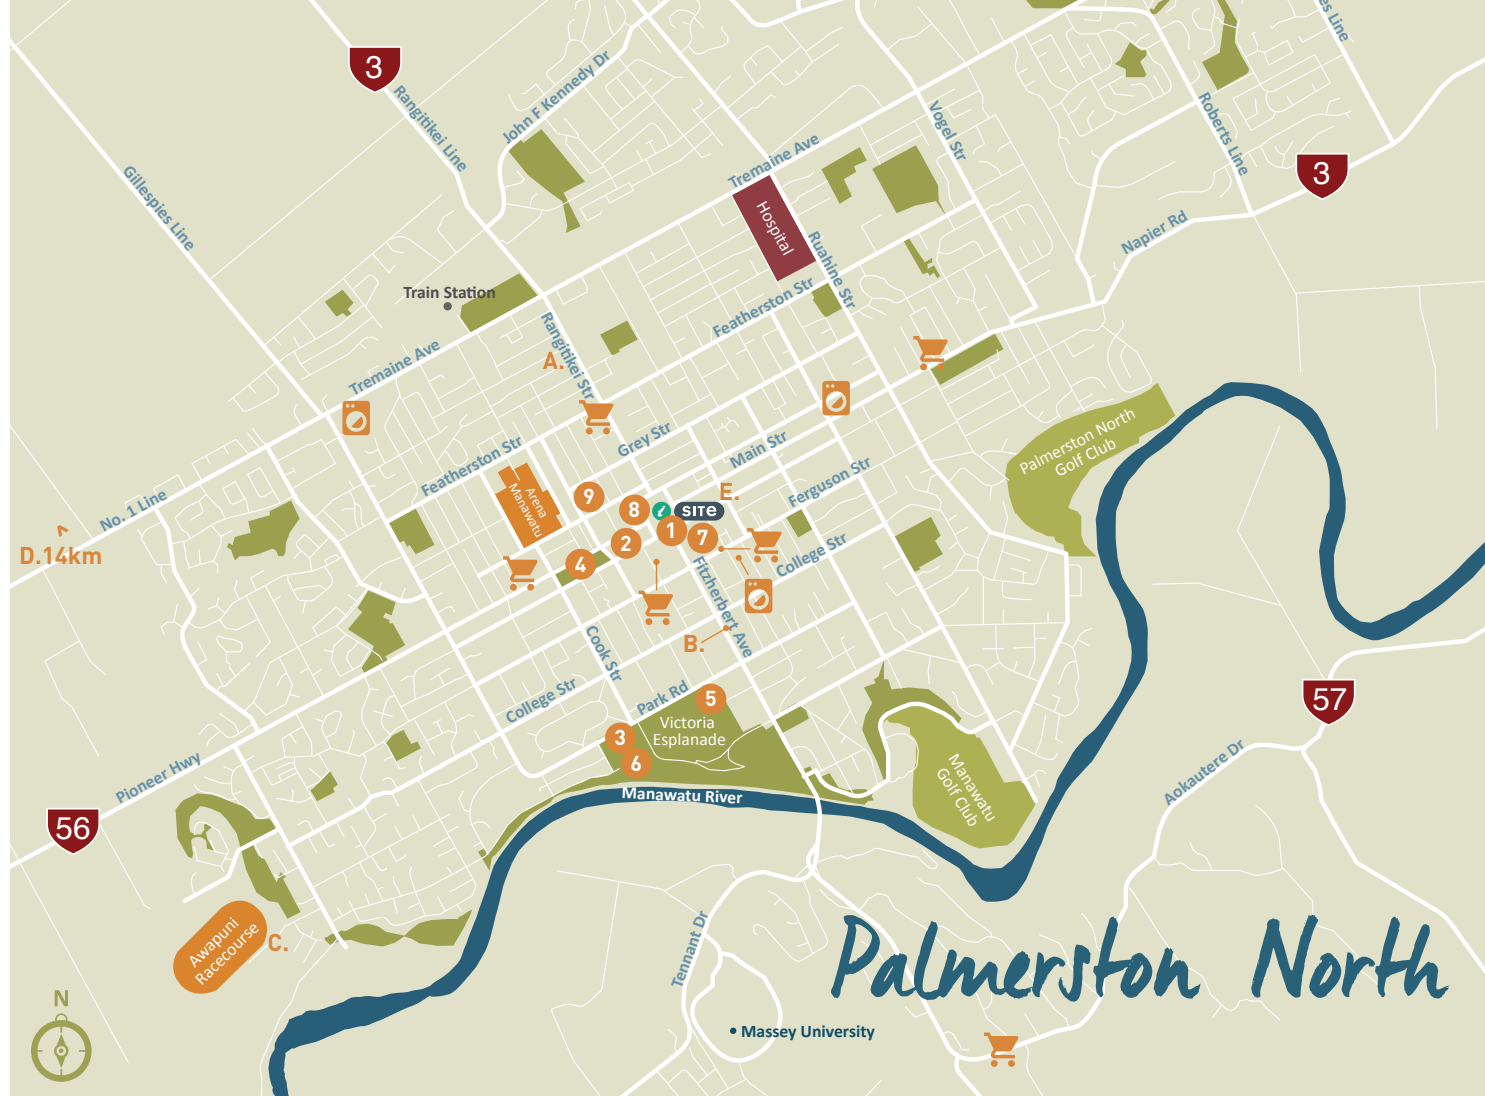 es Line
3
Rangitikei Line
John F Kennedy Dr
Vogel Str
Roberts Line
Tremaine Ave
3
Gillespies Line
Hospital
Napier Rd
Ruahine Str
Train Station
Featherston Str
Rangitikei Str
Tremaine Ave
A.
Palmerston North
Golf Club
Grey Str
Main Str
Featherston Str
Ferguson Str
Arena
Manawatu
No. 1 Line
9
8
i
SITE
E.
1
7
2
D.14km
4
College Str
Fitzherbert Ave
B.
Cook Str
College Str
Park Rd
5
57
Victoria
Esplanade
3
6
Pioneer Hwy
Manawatu River
Manawatu
Golf Club
Aokautere Dr
56
Awapuni
Racecourse
C.
Tennant Dr
Palmerston North
N
Massey University